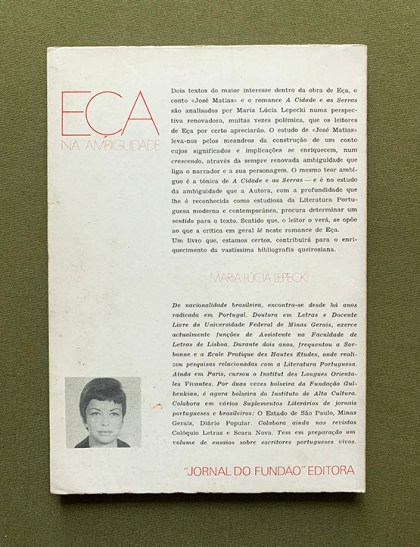 EÇA
NA AMBIGUIDADE
Dois textos do maior interesse dentro da obra de Eça, o
conto «José Matias» e o romance A Cidade e as Serras
são analisados por Maria Lúcia Lepecki numa perspec-
tiva renovadora, muitas vezes polémica, que os leitores
de Eça por certo apreciarão. O estudo de «José Matias»
leva-nos pelos meandros da construção de um conto
cujos significados e implicações se enriquecem, num
crescendo, através da sempre renovada ambiguidade que
liga o narrador e a sua personagem. O mesmo teor ambí-
guo é a tónica de A Cidade e as Serras — e é no estudo
da ambiguidade que a Autora, com a profundidade que
lhe é reconhecida como estudiosa da Literatura Portu-
guesa moderna e contemporânea, procura determinar um
sentido para o texto. Sentido que, o leitor o verá, se opõe
ao que a crítica em geral lê neste romance de Eça.
Um livro que, estamos certos, contribuirá para o enri-
quecimento da vastíssima bibliografia queirosiana.
MARIA LÚCIA LEPECKI
De nacionalidade brasileira, encontra-se desde há anos
radicada em Portugal. Doutora em Letras e Docente
Livre da Universidade Federal de Minas Gerais, exerce
actualmente funções de Assistente na Faculdade de
Letras de Lisboa. Durante dois anos, frequentou a Sor-
bonne e a Ecole Pratique des Hautes Études, onde reali-
zou pesquisas relacionadas com a Literatura Portuguesa.
Ainda em Paris, cursou o Institut des Langues Orienta-
les Vivantes. Por duas vezes bolseira da Fundação Gul-
benkian, é agora bolseira do Instituto de Alta Cultura.
Colabora em vários Suplementos Literários de jornais
portugueses e brasileiros: O Estado de São Paulo, Minas
Gerais, Diário Popular. Colabora ainda nas revistas
Colóquio Letras e Seara Nova. Tem em preparação um
volume de ensaios sobre escritores portugueses vivos.
"JORNAL DO FUNDÃO" EDITORA